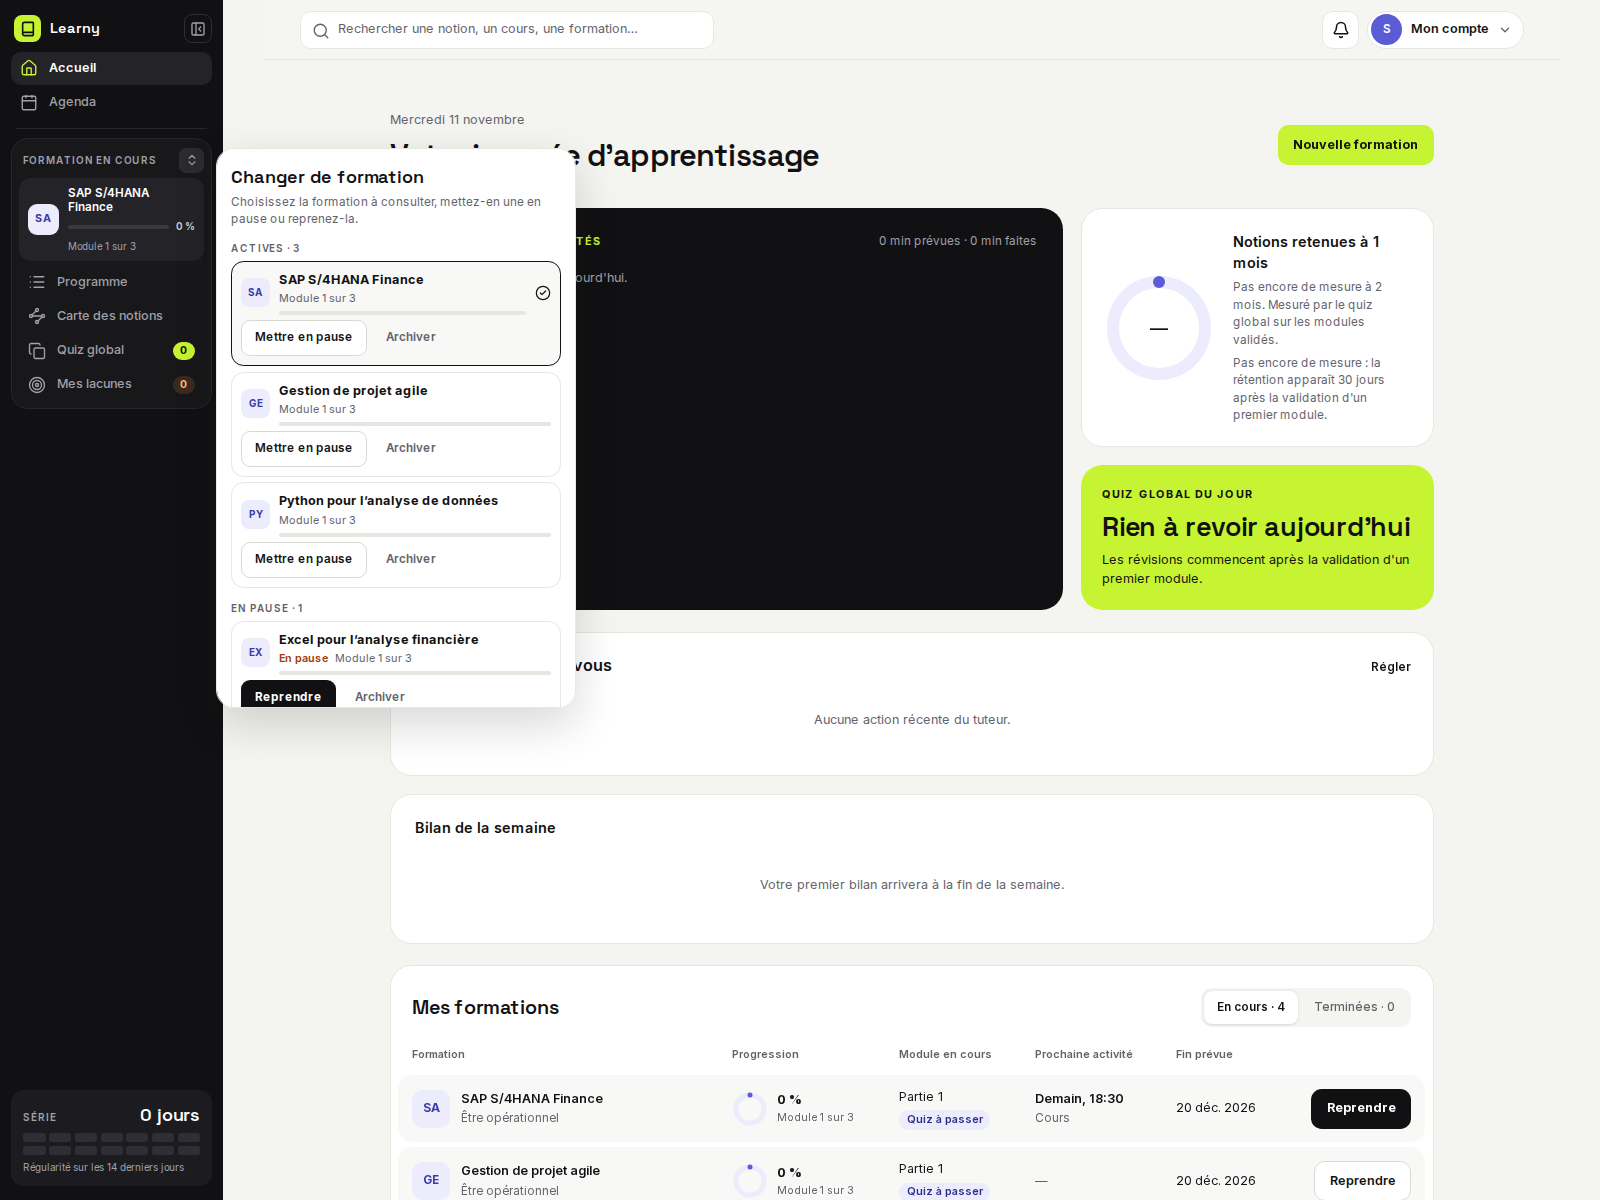 Learny
Accueil
Agenda
FORMATION EN COURS
SA
SAP S/4HANA
Finance
0 %
Module 1 sur 3
Programme
Carte des notions
Quiz global
0
Mes lacunes
0
SÉRIE
0 jours
Régularité sur les 14 derniers jours
Rechercher une notion, un cours, une formation...
S
Mon compte
Mercredi 11 novembre
d'apprentissage
Nouvelle formation
Changer de formation
Choisissez la formation à consulter, mettez-en une en
pause ou reprenez-la.
ACTIVES · 3
SA
SAP S/4HANA Finance
Module 1 sur 3
Mettre en pause
Archiver
GE
Gestion de projet agile
Module 1 sur 3
Mettre en pause
Archiver
PY
Python pour l'analyse de données
Module 1 sur 3
Mettre en pause
Archiver
EN PAUSE · 1
EX
Excel pour l'analyse financière
En pause Module 1 sur 3
Reprendre
Archiver
TÉS
0 min prévues · 0 min faites
ourd'hui.
—
Notions retenues à 1
mois
Pas encore de mesure à 2
mois. Mesuré par le quiz
global sur les modules
validés.
Pas encore de mesure : la
rétention apparaît 30 jours
après la validation d'un
premier module.
QUIZ GLOBAL DU JOUR
Rien à revoir aujourd'hui
Les révisions commencent après la validation d'un
premier module.
vous
Régler
Aucune action récente du tuteur.
Bilan de la semaine
Votre premier bilan arrivera à la fin de la semaine.
Mes formations
En cours · 4
Terminées · 0
Formation
Progression
Module en cours
Prochaine activité
Fin prévue
SA
SAP S/4HANA Finance
Être opérationnel
0 %
Module 1 sur 3
Partie 1
Quiz à passer
Demain, 18:30
Cours
20 déc. 2026
Reprendre
GE
Gestion de projet agile
Être opérationnel
0 %
Module 1 sur 3
Partie 1
Quiz à passer
—
20 déc. 2026
Reprendre